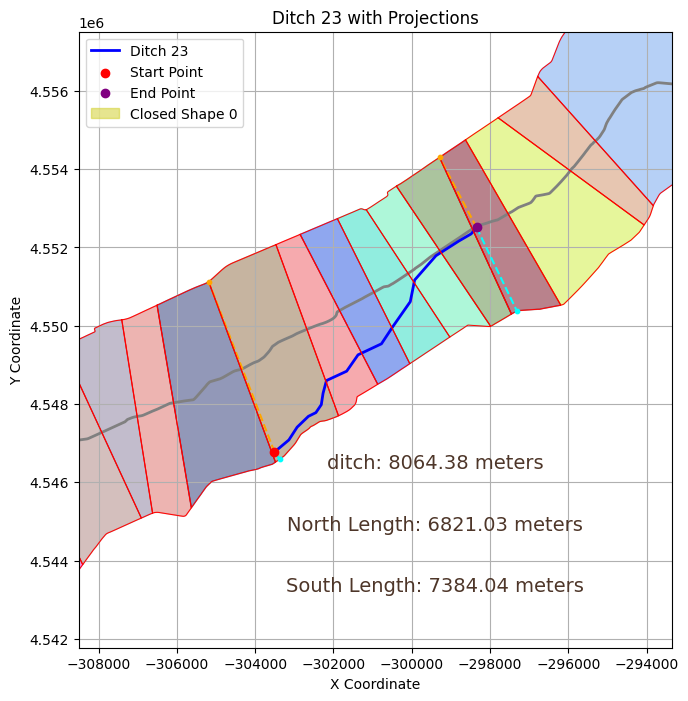 Ditch 23 with Projections
1e6
Ditch 23
Start Point
End Point
Closed Shape 0
4.556
4.554
4.552
4.550
4.548
4.546
4.544
4.542
Y Coordinate
ditch: 8064.38 meters
North Length: 6821.03 meters
South Length: 7384.04 meters
−308000 −306000 −304000 −302000 −300000 −298000 −296000 −294000
X Coordinate